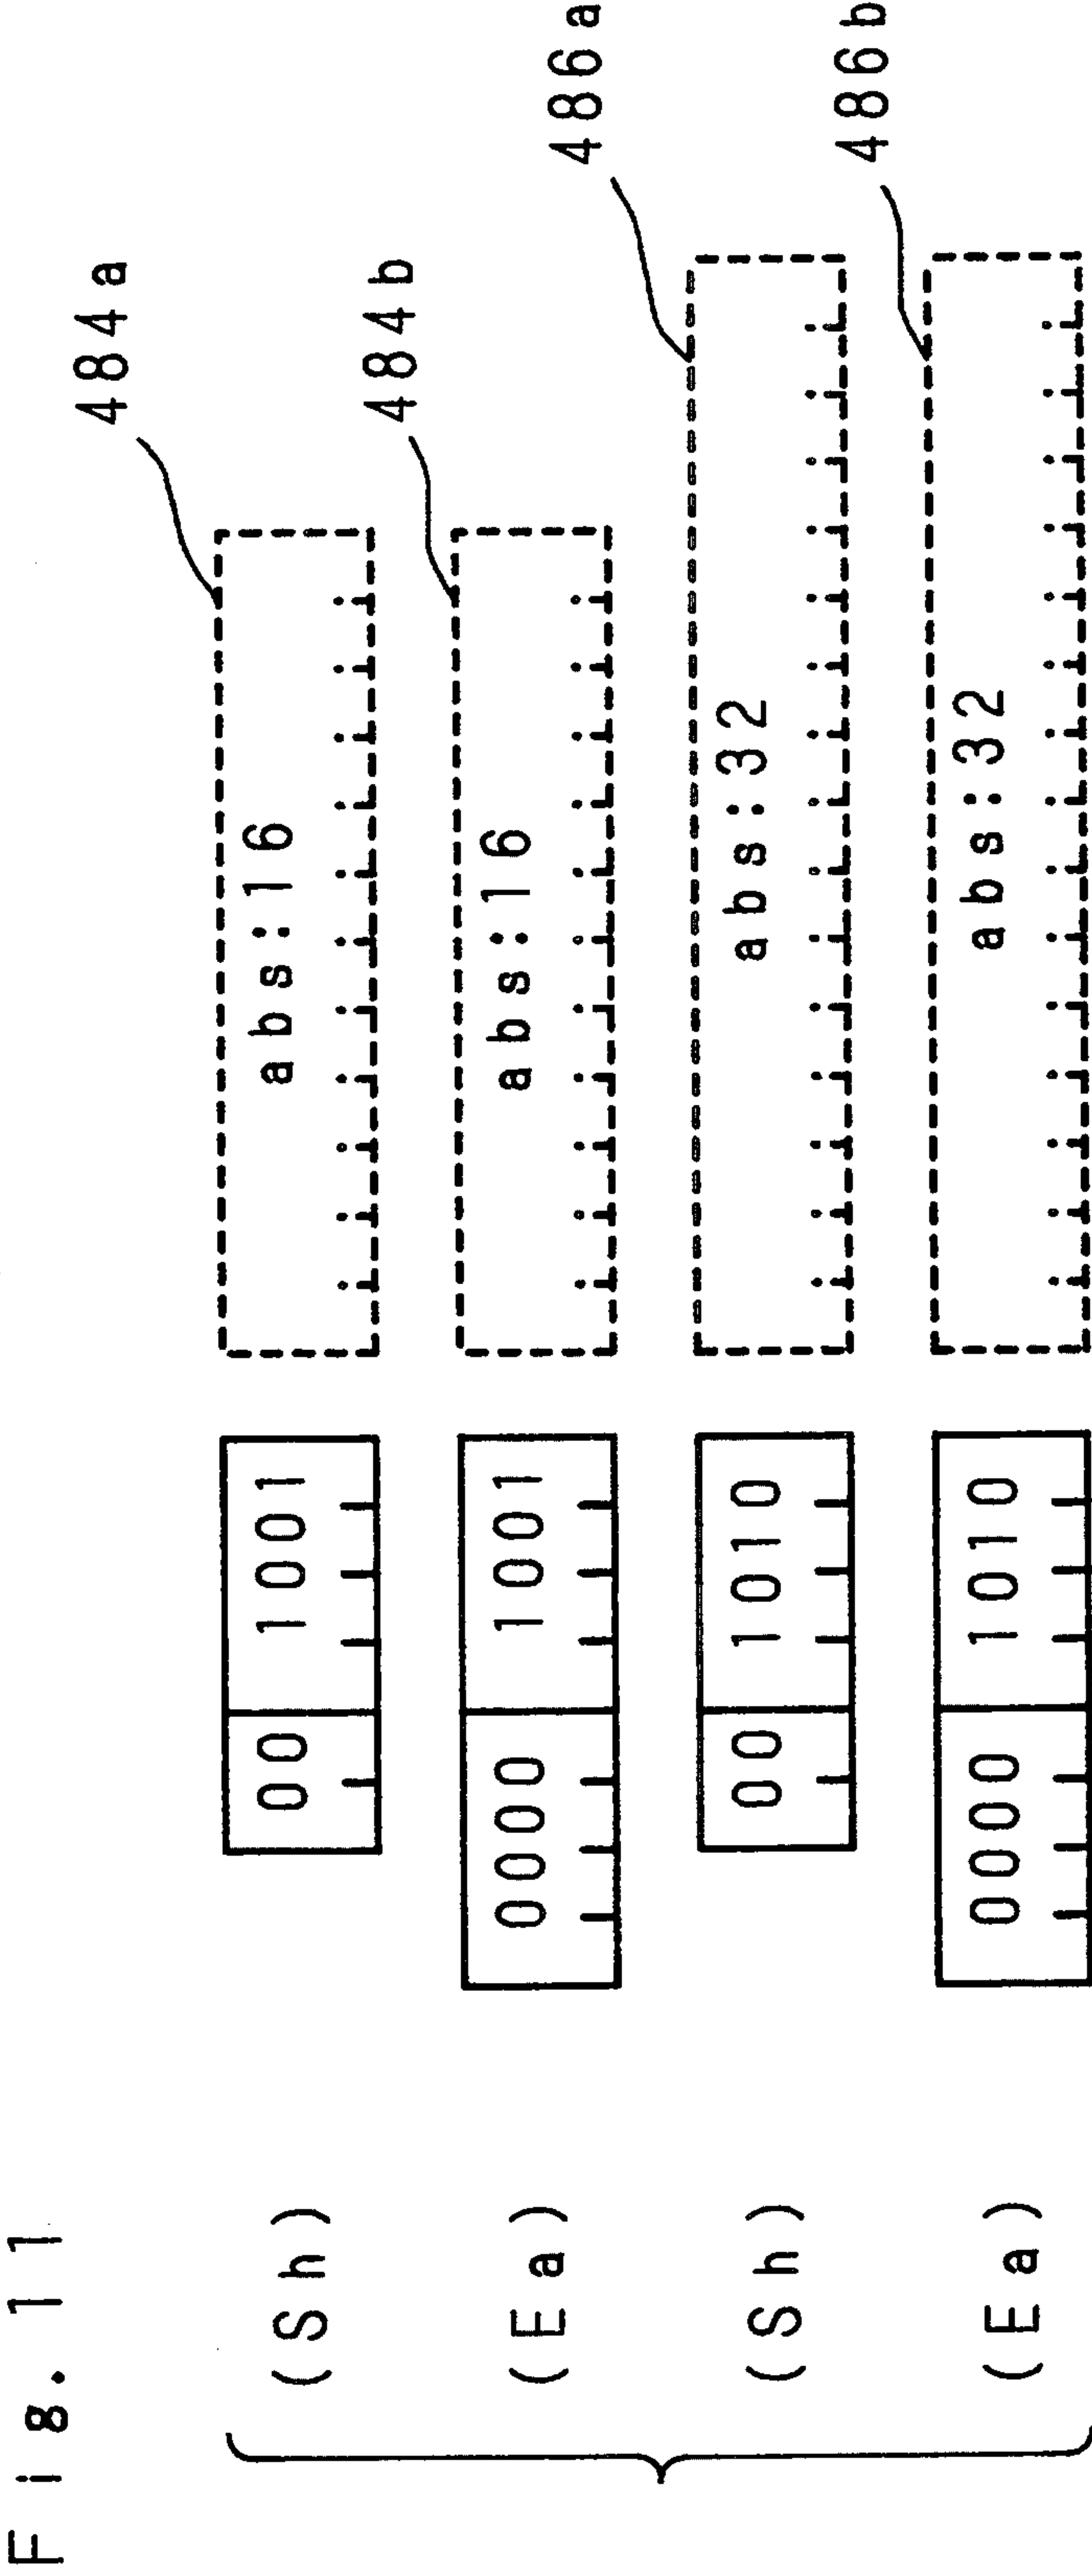 Fig. 11
484a
(Sh) 00 1001 abs:16
484b
(Ea) 0000 1001 abs:16
486a
(Sh) 00 1010 abs:32
486b
(Ea) 0000 1010 abs:32